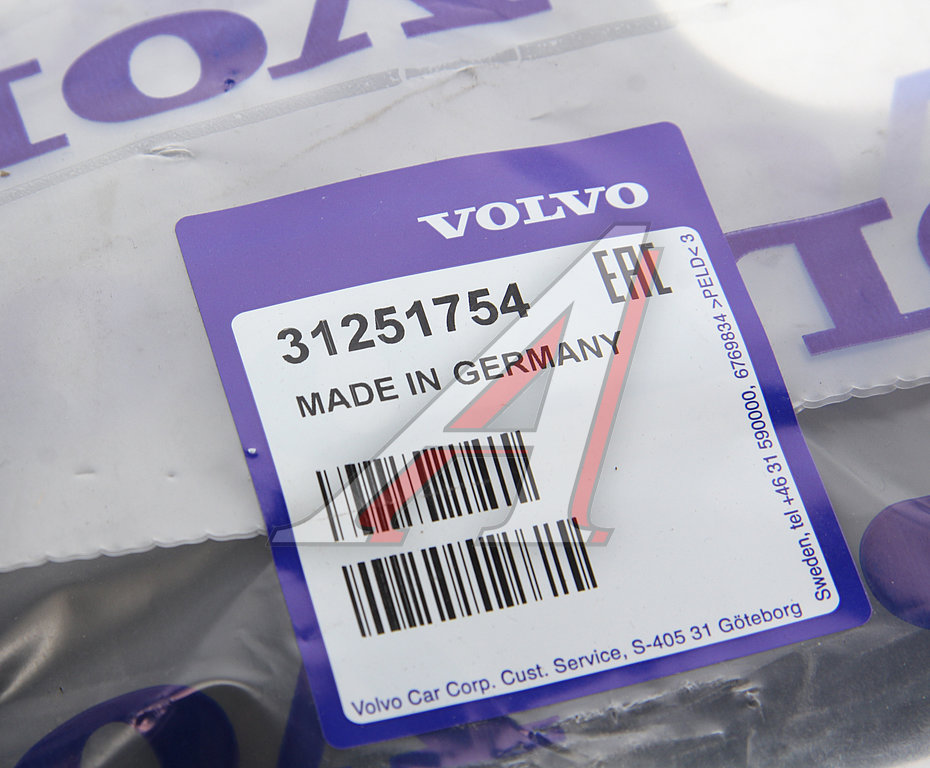 VOLVO
EAC
31251754
MADE IN GERMANY
Volvo Car Corp. Cust. Service, S-405 31 Göteborg
Sweden, tel +46 31 590000, 6769834 >PELD< 3